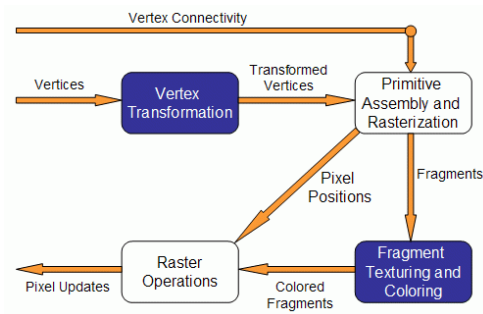 Vertex Connectivity
Vertices
Vertex
Transformation
Transformed
Vertices
Primitive
Assembly and
Rasterization
Pixel
Positions
Fragments
Pixel Updates
Raster
Operations
Colored
Fragments
Fragment
Texturing and
Coloring